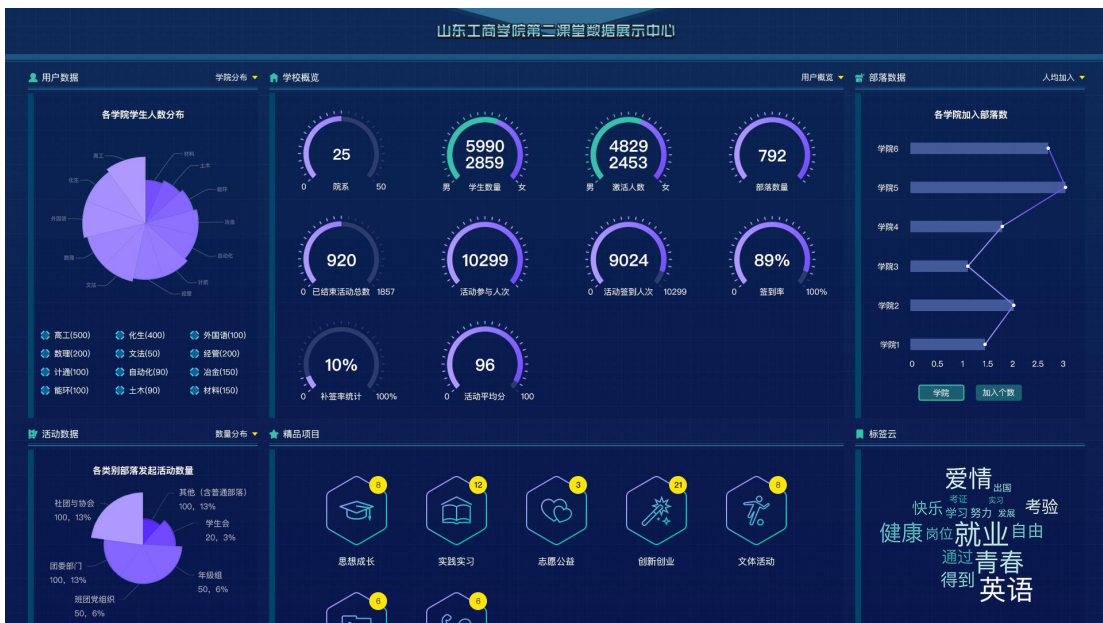 山东工商学院第二课堂数据展示中心
用户数据
学院分布
各学院学生人数分布
高工
材料
土木
化生
能环
外国语
冶金
数理
自动化
文法
计通
经管
高工(500) 化生(400) 外国语(100)
数理(200) 文法(50) 经管(200)
计通(100) 自动化(90) 冶金(150)
能环(100) 土木(90) 材料(150)
学校概览
用户概览
25
0 院系 50
5990
2859
男 学生数量 女
4829
2453
男 激活人数 女
792
部落数量
920
0 已结束活动总数 1857
10299
活动参与人次
9024
0 活动签到人次 10299
89%
0 签到率 100%
10%
0 补签率统计 100%
96
0 活动平均分 100
部落数据
人均加入
各学院加入部落数
学院6
学院5
学院4
学院3
学院2
学院1
0 0.5 1 1.5 2 2.5 3
学院 加入个数
活动数据
数量分布
各类别部落发起活动数量
社团与协会
100, 13%
其他（含普通部落）
100, 13%
学生会
20, 3%
年级组
50, 6%
团委部门
100, 13%
班团党组织
50, 6%
精品项目
8
思想成长
12
实践实习
3
志愿公益
21
创新创业
8
文体活动
6
6
标签云
爱情
出国
考证
实习
快乐
学习
努力
发展
考验
健康
岗位
就业
自由
通过
青春
得到
英语